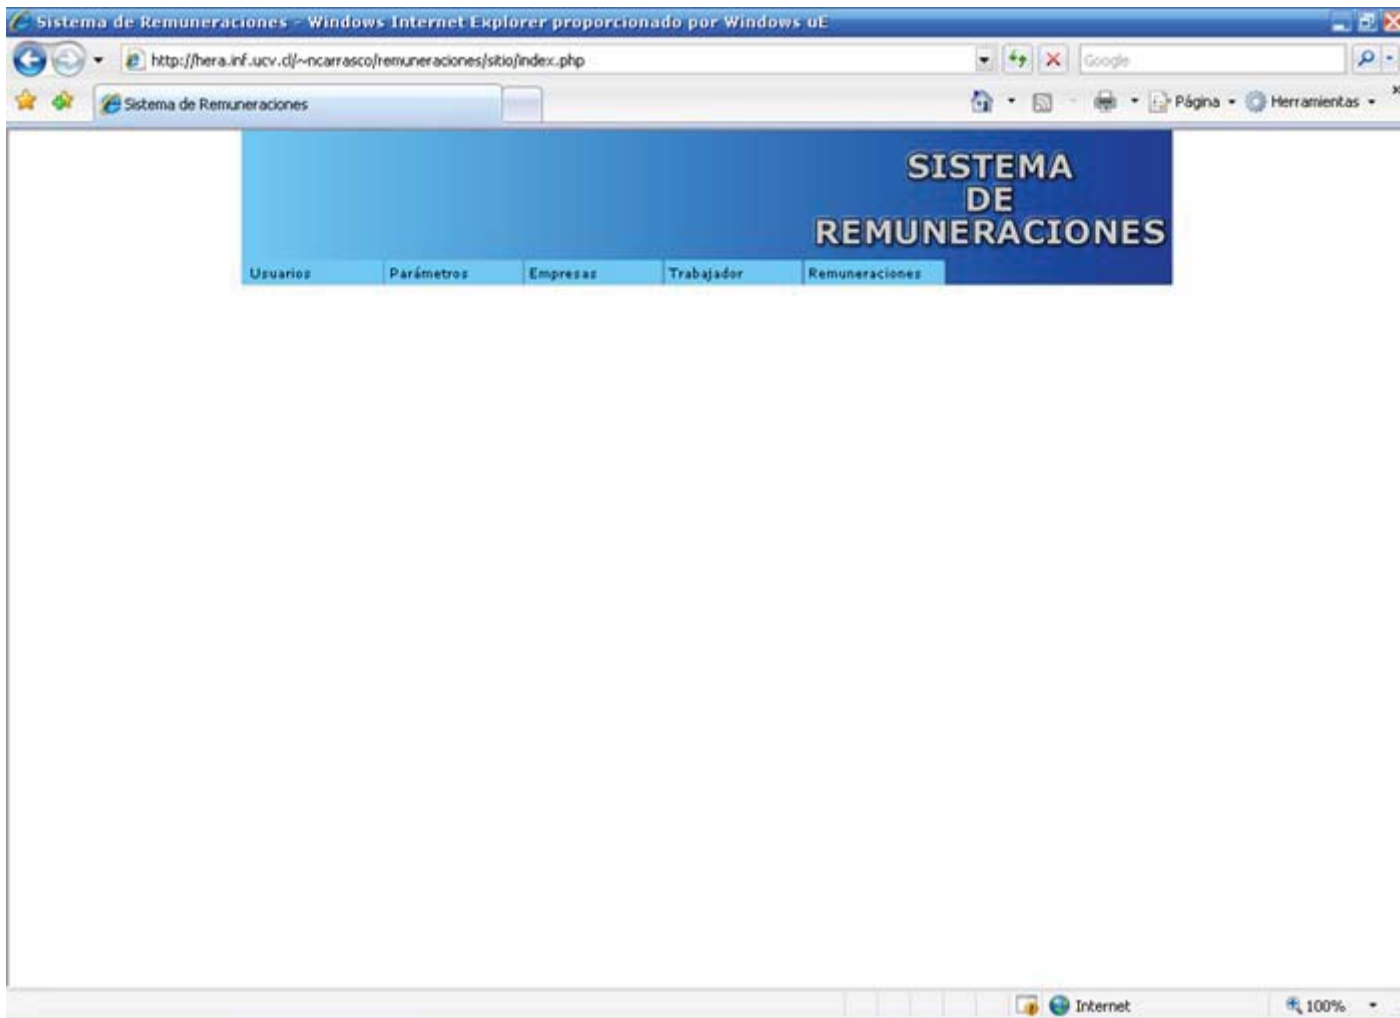 Sistema de Remuneraciones - Windows Internet Explorer proporcionado por Windows uE
http://hera.inf.ucv.cl/~ncarrasco/remuneraciones/sitio/index.php
Google
Sistema de Remuneraciones
Página
Herramientas
SISTEMA
DE
REMUNERACIONES
Usuarios
Parámetros
Empresas
Trabajador
Remuneraciones
Internet
100%